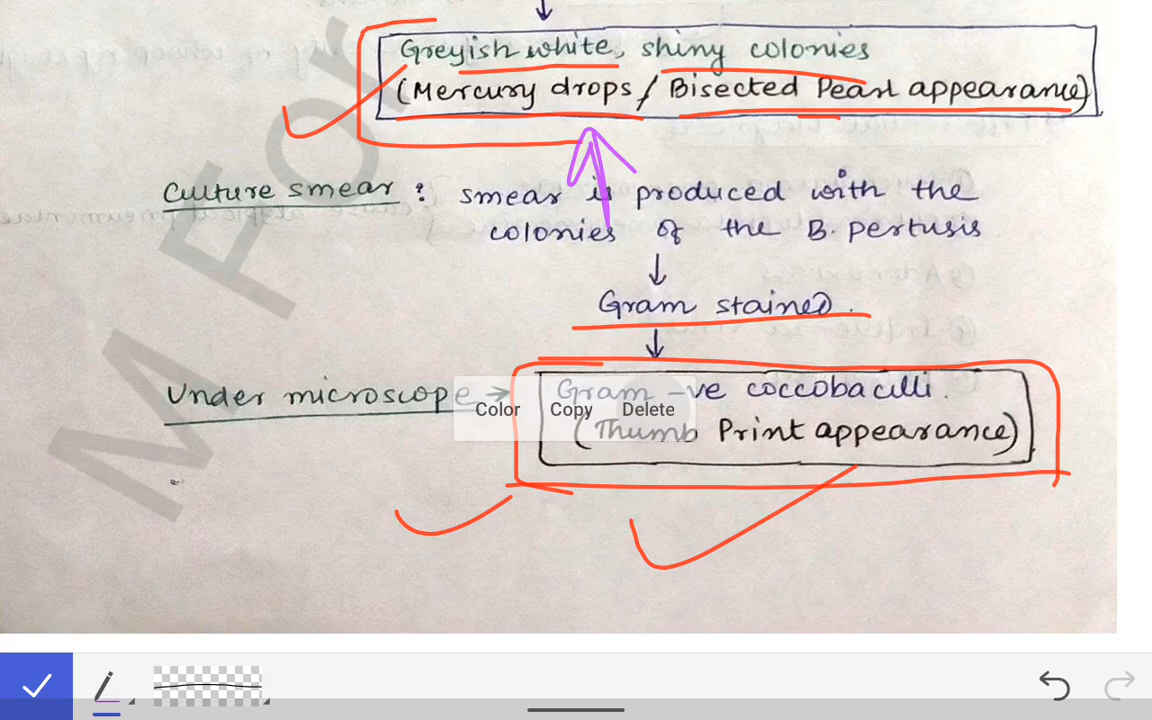 Greyish white, shiny colonies
(Mercury drops / Bisected Pearl appearance)
Culture smear : smear is produced with the
colonies of the B. pertusis
Gram stained.
Under microscope → Gram -ve coccobacilli.
(Thumb Print appearance)
Color Copy Delete
M FOR